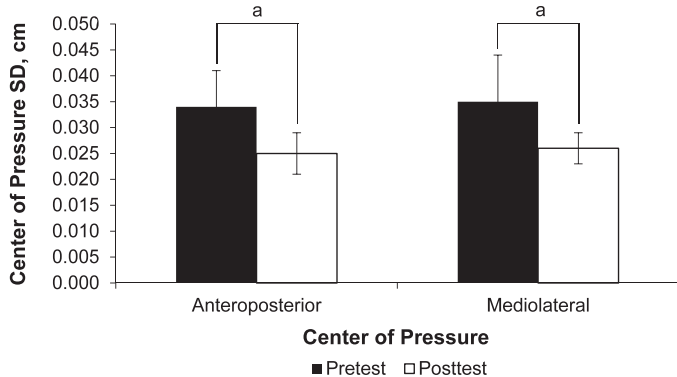 a a
0.050
0.045
0.040
0.035
0.030
0.025
0.020
0.015
0.010
0.005
0.000
Center of Pressure SD, cm
Anteroposterior Mediolateral
Center of Pressure
Pretest Posttest